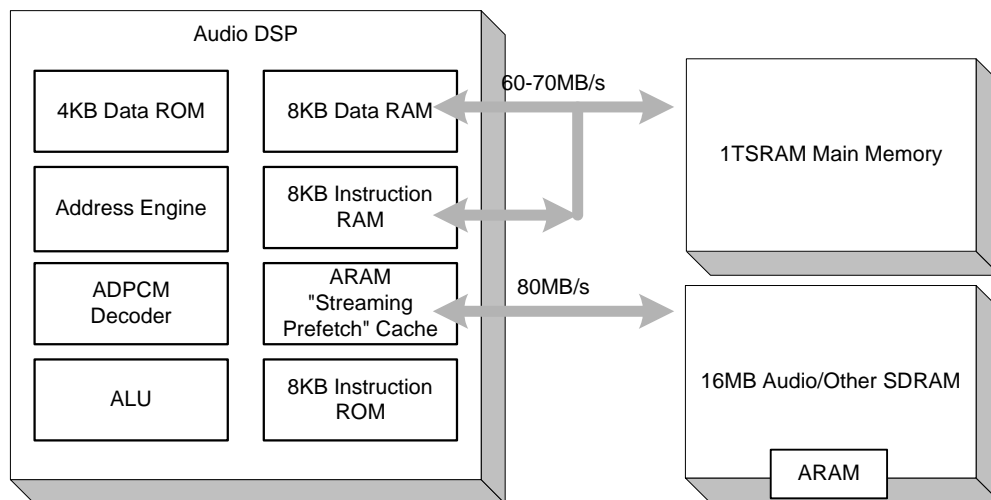 Audio DSP
4KB Data ROM
8KB Data RAM
60-70MB/s
1TSRAM Main Memory
Address Engine
8KB Instruction
RAM
ADPCM
Decoder
ARAM
"Streaming
Prefetch" Cache
80MB/s
16MB Audio/Other SDRAM
ALU
8KB Instruction
ROM
ARAM